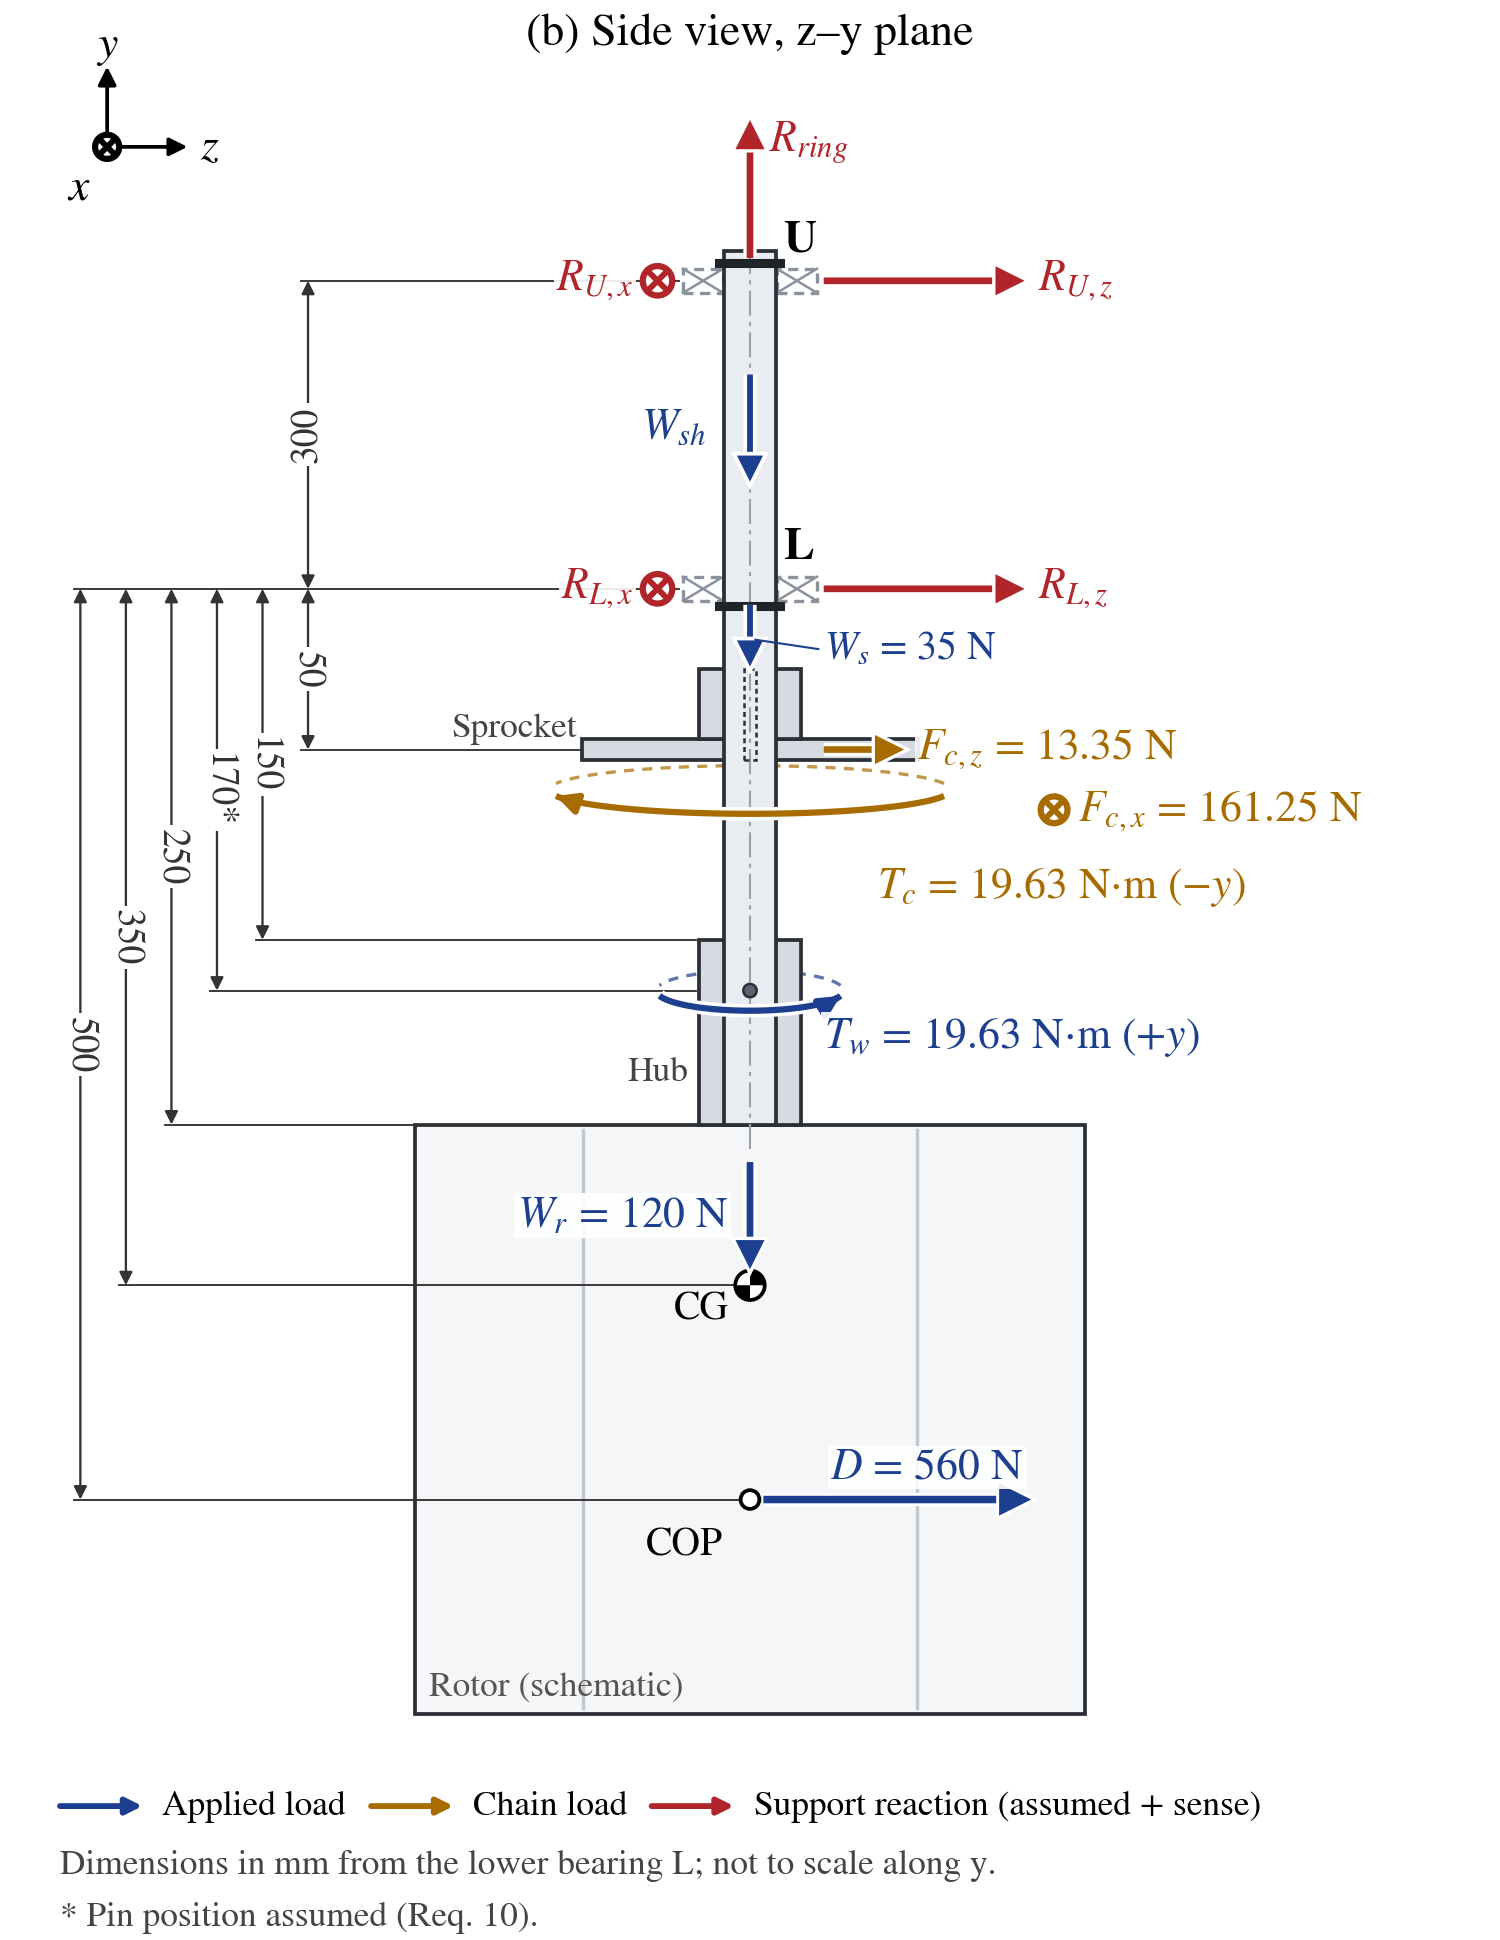 (b) Side view, z–y plane
y
z
x
R_ring
U
R_U,x
R_U,z
W_sh
300
L
R_L,x
R_L,z
W_s = 35 N
50
Sprocket
F_c,z = 13.35 N
150
170*
F_c,x = 161.25 N
250
T_c = 19.63 N·m (−y)
350
500
T_w = 19.63 N·m (+y)
Hub
W_r = 120 N
CG
D = 560 N
COP
Rotor (schematic)
Applied load
Chain load
Support reaction (assumed + sense)
Dimensions in mm from the lower bearing L; not to scale along y.
* Pin position assumed (Req. 10).